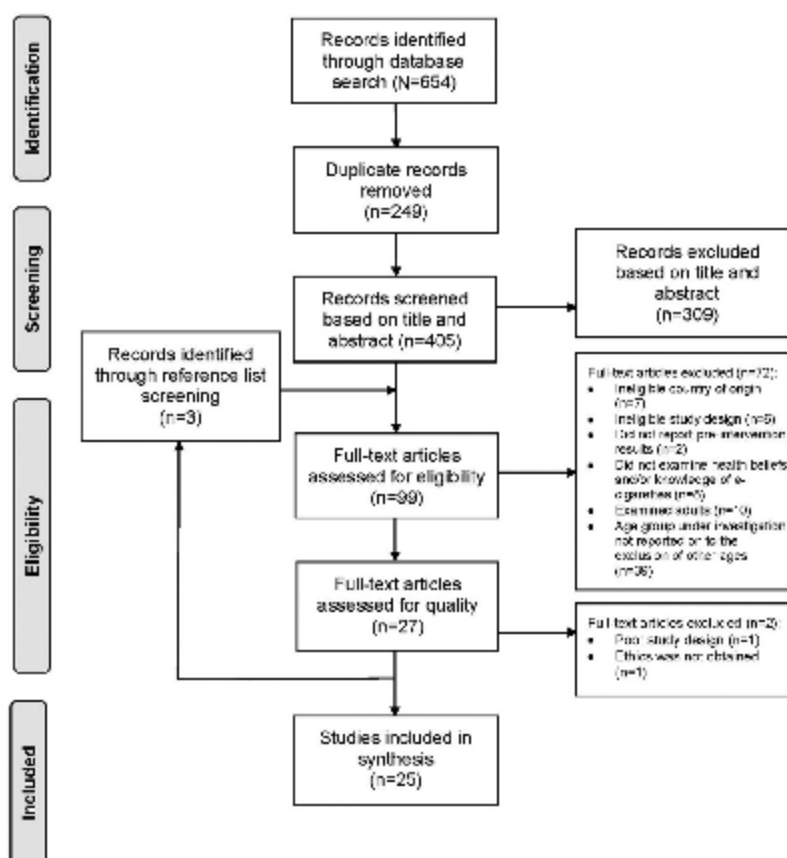 Identification
Records identified
through database
search (N=654)
Duplicate records
removed
(n=249)
Screening
Records screened
based on title and
abstract (n=405)
Records excluded
based on title and
abstract
(n=309)
Records identified
through reference list
screening
(n=3)
Eligibility
Full-text articles
assessed for eligibility
(n=99)
Full-text articles excluded (n=72):
• Ineligible country of origin
(n=7)
• Ineligible study design
• Did not report pre-intervention
results (n=2)
• Did not examine health beliefs
and/or knowledge of e-
cigarettes
• Examined adults (n=10)
• Age group under investigation
not reported on to the
exclusion of other ages
Full-text articles
assessed for quality
(n=27)
Full-text articles excluded (n=2):
• Poor study design (n=1)
• Ethics was not obtained
(n=1)
Included
Studies included in
synthesis
(n=25)